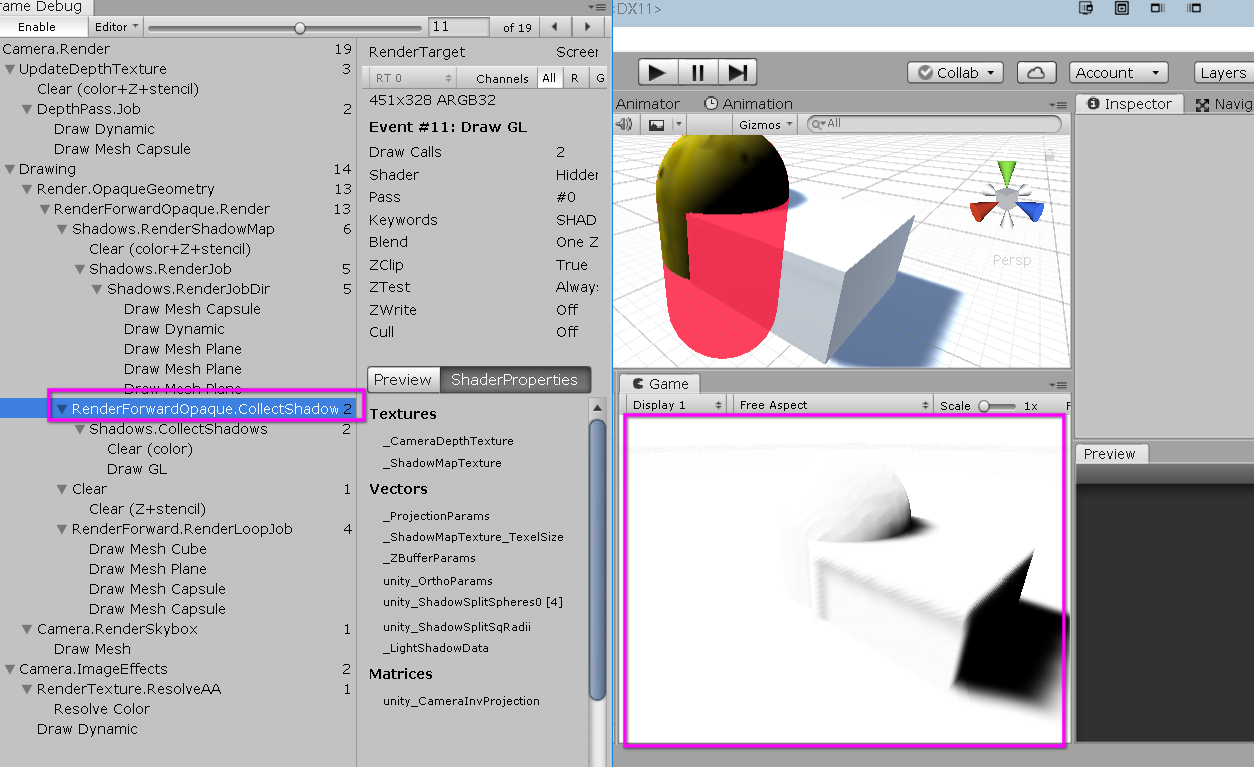 rame Debug
<DX11>
Enable
Editor
11
of 19
Camera.Render 19
UpdateDepthTexture 3
Clear (color+Z+stencil)
DepthPass.Job 2
Draw Dynamic
Draw Mesh Capsule
Drawing 14
Render.OpaqueGeometry 13
RenderForwardOpaque.Render 13
Shadows.RenderShadowMap 6
Clear (color+Z+stencil)
Shadows.RenderJob 5
Shadows.RenderJobDir 5
Draw Mesh Capsule
Draw Dynamic
Draw Mesh Plane
Draw Mesh Plane
Draw Mesh Plane
RenderForwardOpaque.CollectShadow 2
Shadows.CollectShadows 2
Clear (color)
Draw GL
Clear 1
Clear (Z+stencil)
RenderForward.RenderLoopJob 4
Draw Mesh Cube
Draw Mesh Plane
Draw Mesh Capsule
Draw Mesh Capsule
Camera.RenderSkybox 1
Draw Mesh
Camera.ImageEffects 2
RenderTexture.ResolveAA 1
Resolve Color
Draw Dynamic
RenderTarget Screen
RT 0 Channels All R G
451x328 ARGB32
Event #11: Draw GL
Draw Calls 2
Shader Hidden
Pass #0
Keywords SHAD
Blend One Z
ZClip True
ZTest Always
ZWrite Off
Cull Off
Preview ShaderProperties
Textures
_CameraDepthTexture
_ShadowMapTexture
Vectors
_ProjectionParams
_ShadowMapTexture_TexelSize
_ZBufferParams
unity_OrthoParams
unity_ShadowSplitSpheres0 [4]
unity_ShadowSplitSqRadii
_LightShadowData
Matrices
unity_CameraInvProjection
Collab Account Layers
Animator Animation
Gizmos All
Persp
Game
Display 1 Free Aspect Scale 1x
Inspector Navig
Preview